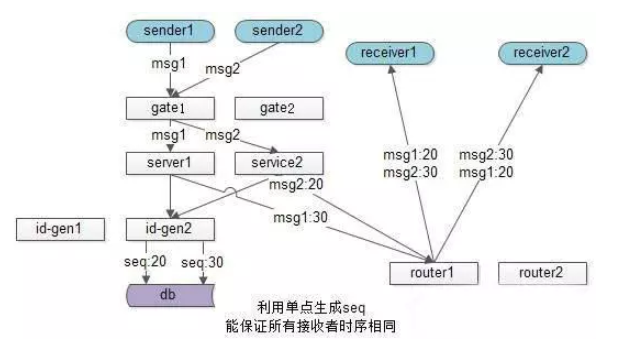 sender1
sender2
receiver1
receiver2
msg1
msg2
gate1
gate2
msg1
msg2
msg1:20
msg2:30
msg2:30
msg1:20
server1
service2
msg2:20
msg1:30
id-gen1
id-gen2
seq:20
seq:30
router1
router2
db
利用单点生成seq
能保证所有接收者时序相同